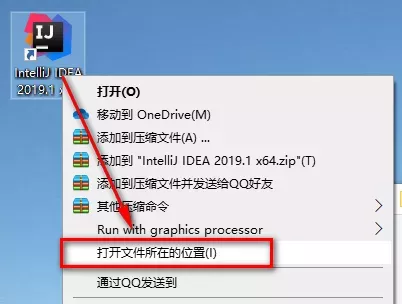 IJ
IntelliJ IDEA
2019.1 x
打开(O)
移动到 OneDrive(M)
添加到压缩文件(A) ...
添加到 "IntelliJ IDEA 2019.1 x64.zip"(T)
添加到压缩文件并发送给QQ好友
其他压缩命令
Run with graphics processor
打开文件所在的位置(I)
通过QQ发送到